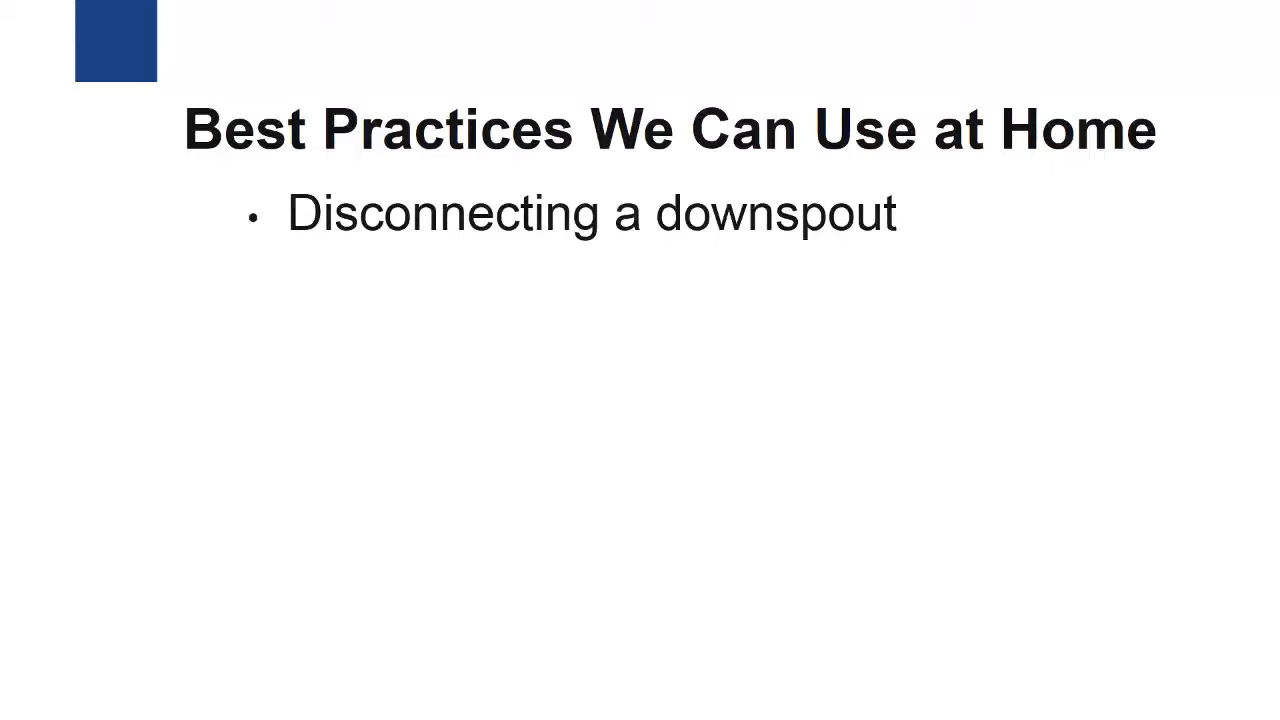 Best Practices We Can Use at Home
• Disconnecting a downspout